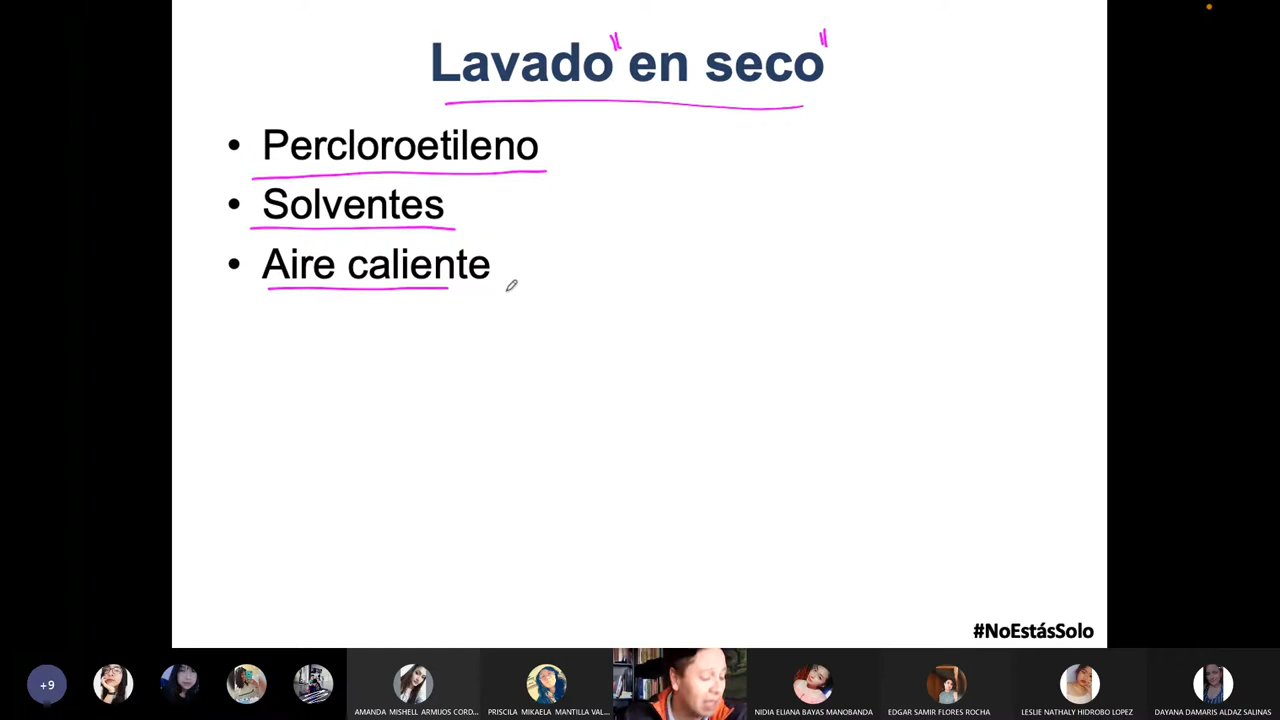 Lavado "en seco"
• Percloroetileno
• Solventes
• Aire caliente
#NoEstásSolo
+9
AMANDA MISHELL ARMIJOS CORD...
PRISCILA MIKAELA MANTILLA VAL...
NIDIA ELIANA BAYAS MANOBANDA
EDGAR SAMIR FLORES ROCHA
LESLIE NATHALY HIDROBO LOPEZ
DAYANA DAMARIS ALDAZ SALINAS